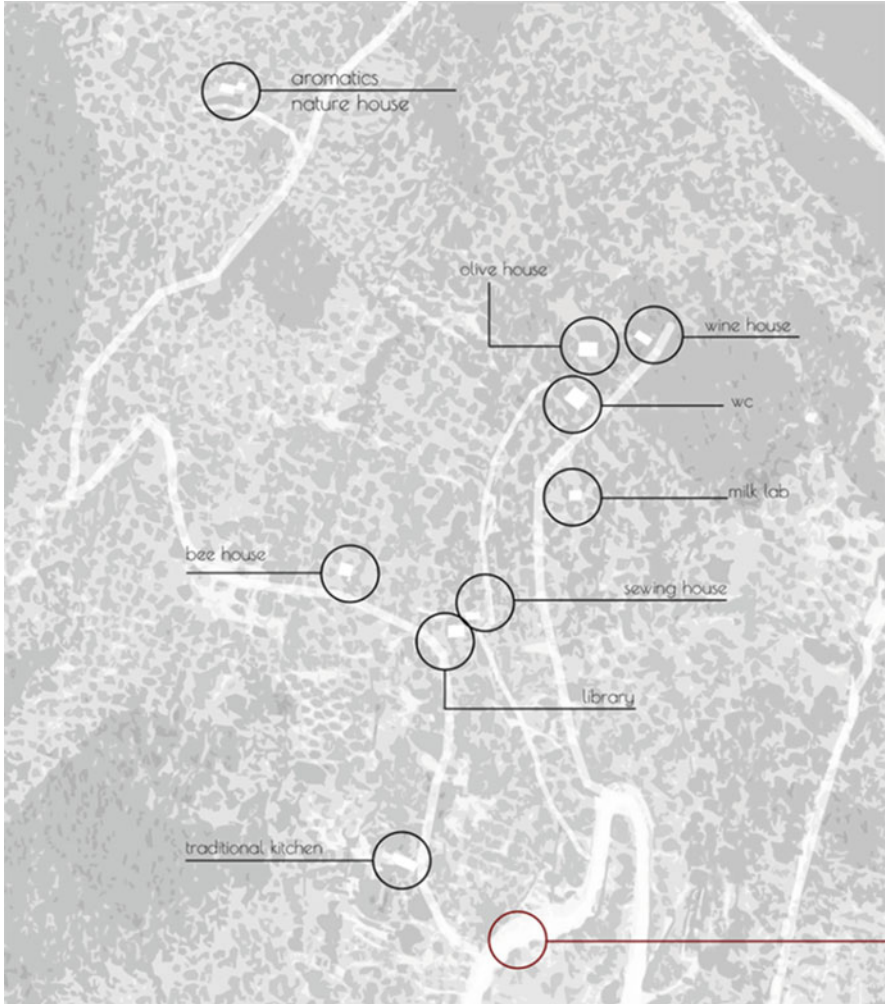 aromatics
nature house
olive house
wine house
wc
milk lab
bee house
sewing house
library
traditional kitchen